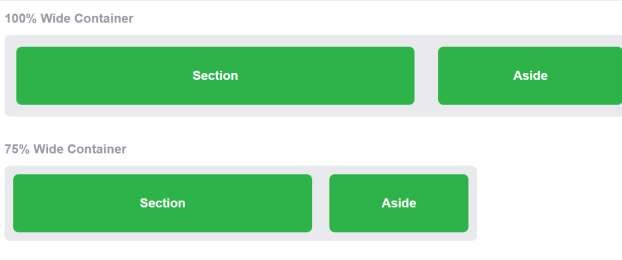 100% Wide Container
Section
Aside
75% Wide Container
Section
Aside